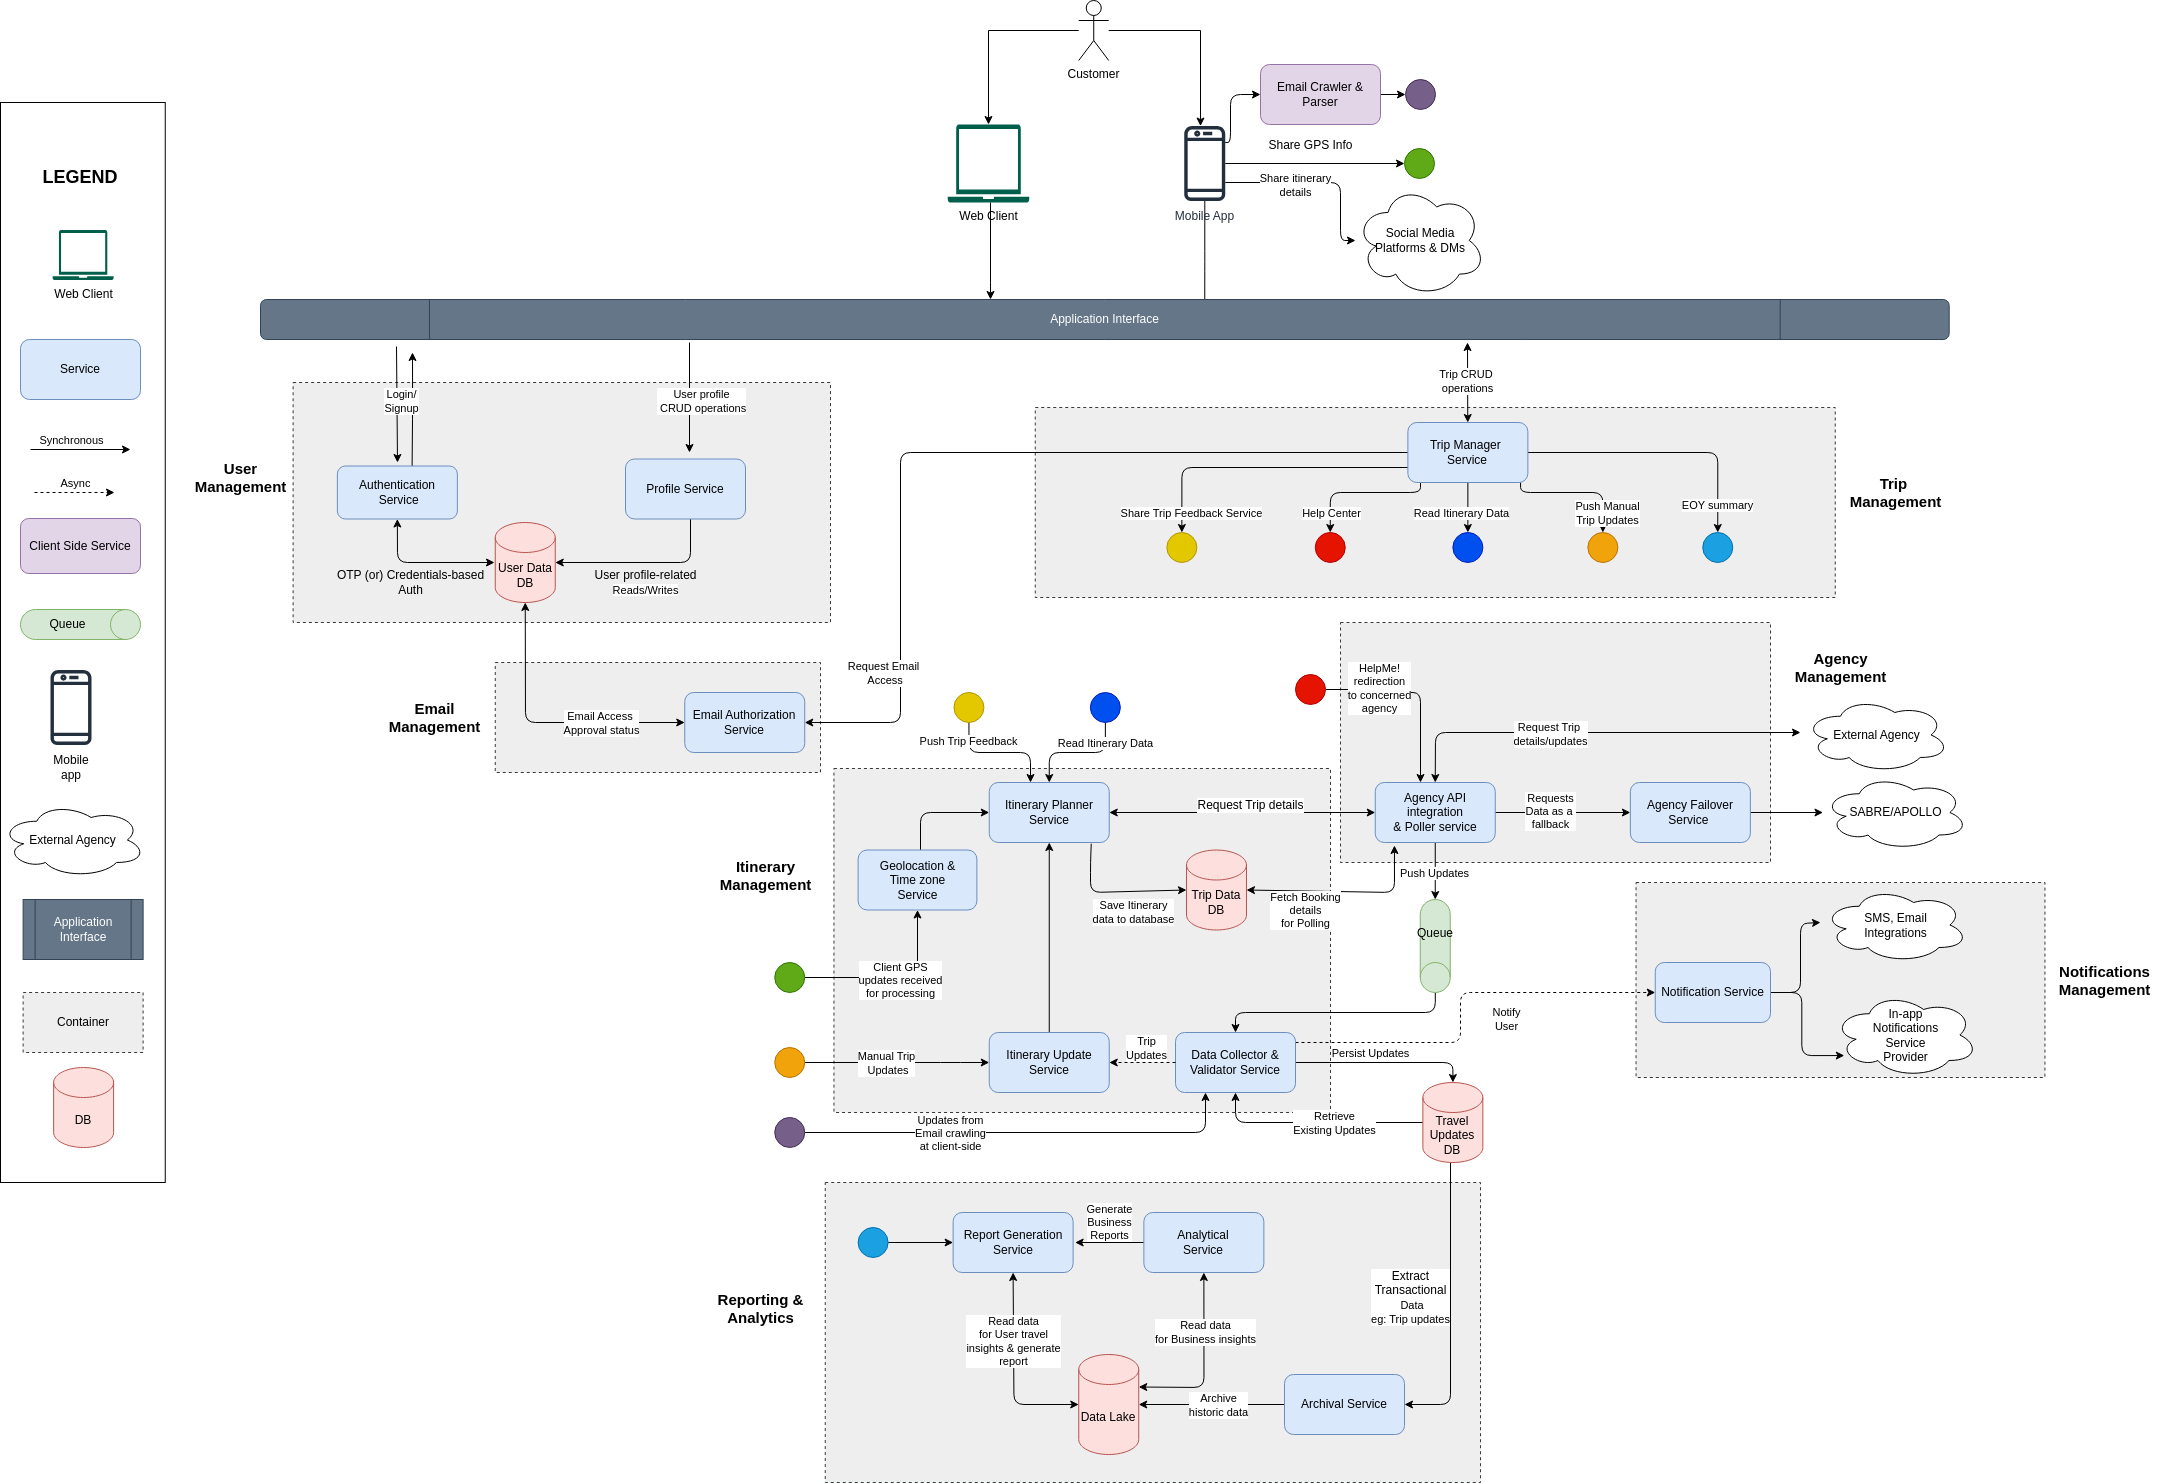 Customer
Email Crawler &
Parser
Share GPS Info
Share itinerary
details
Web Client
Mobile App
Social Media
Platforms & DMs
LEGEND
Web Client
Service
Synchronous
Async
Client Side Service
Queue
Mobile
app
External Agency
Application
Interface
Container
DB
Application Interface
Login/
Signup
User profile
CRUD operations
User
Management
Authentication
Service
Profile Service
User Data
DB
OTP (or) Credentials-based
Auth
User profile-related
Reads/Writes
Trip CRUD
operations
Trip Manager
Service
Share Trip Feedback Service
Help Center
Read Itinerary Data
Push Manual
Trip Updates
EOY summary
Trip
Management
Email
Management
Email Access
Approval status
Email Authorization
Service
Request Email
Access
Push Trip Feedback
Read Itinerary Data
HelpMe!
redirection
to concerned
agency
Agency
Management
Request Trip
details/updates
External Agency
Agency API
integration
& Poller service
Requests
Data as a
fallback
Agency Failover
Service
SABRE/APOLLO
Itinerary
Management
Itinerary Planner
Service
Request Trip details
Geolocation &
Time zone
Service
Save Itinerary
data to database
Trip Data
DB
Fetch Booking
details
for Polling
Push Updates
Queue
Client GPS
updates received
for processing
Manual Trip
Updates
Itinerary Update
Service
Trip
Updates
Data Collector &
Validator Service
Notify
User
Persist Updates
Updates from
Email crawling
at client-side
Retrieve
Existing Updates
Travel
Updates
DB
Notification Service
SMS, Email
Integrations
In-app
Notifications
Service
Provider
Notifications
Management
Reporting &
Analytics
Report Generation
Service
Generate
Business
Reports
Analytical
Service
Read data
for User travel
insights & generate
report
Read data
for Business insights
Extract
Transactional
Data
eg: Trip updates
Data Lake
Archive
historic data
Archival Service